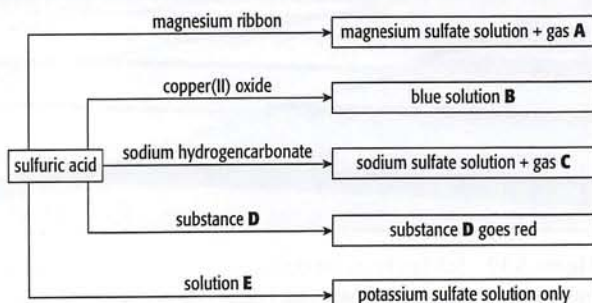 magnesium ribbon
magnesium sulfate solution + gas A
copper(II) oxide
blue solution B
sulfuric acid
sodium hydrogencarbonate
sodium sulfate solution + gas C
substance D
substance D goes red
solution E
potassium sulfate solution only